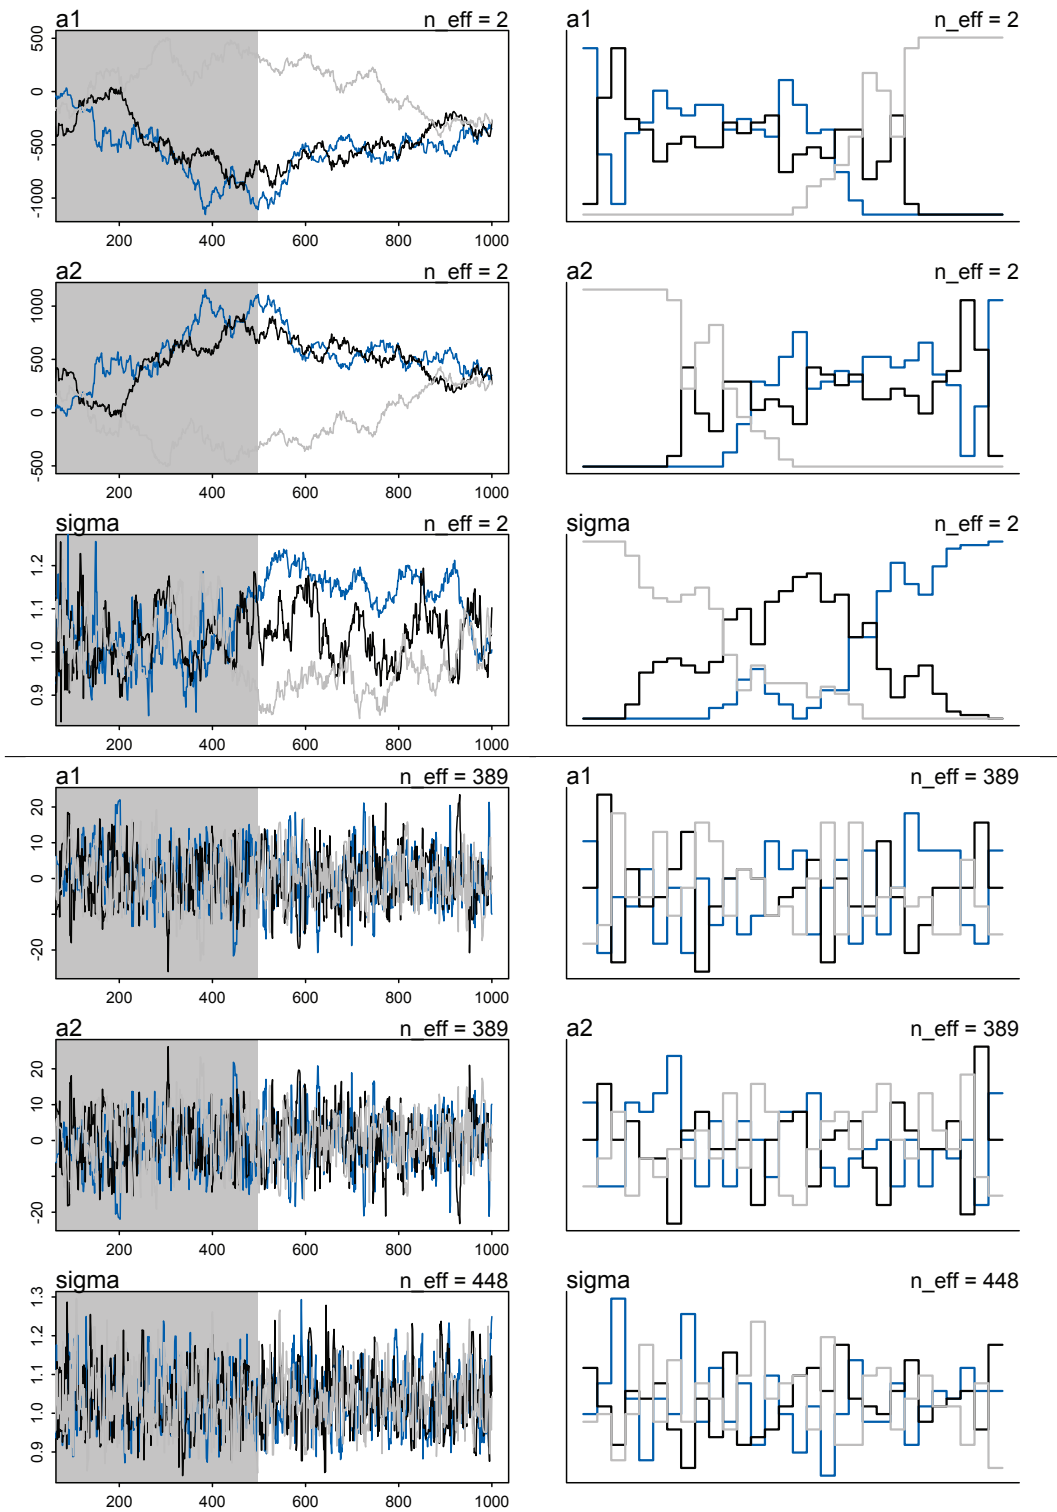 a1 n_eff = 2 a1 n_eff = 2
500
0
-500
-1000
200 400 600 800 1000
a2 n_eff = 2 a2 n_eff = 2
1000
500
0
-500
200 400 600 800 1000
sigma n_eff = 2 sigma n_eff = 2
1.2
1.1
1.0
0.9
200 400 600 800 1000
a1 n_eff = 389 a1 n_eff = 389
20
10
0
-20
200 400 600 800 1000
a2 n_eff = 389 a2 n_eff = 389
20
10
0
-20
200 400 600 800 1000
sigma n_eff = 448 sigma n_eff = 448
1.3
1.2
1.1
1.0
0.9
200 400 600 800 1000